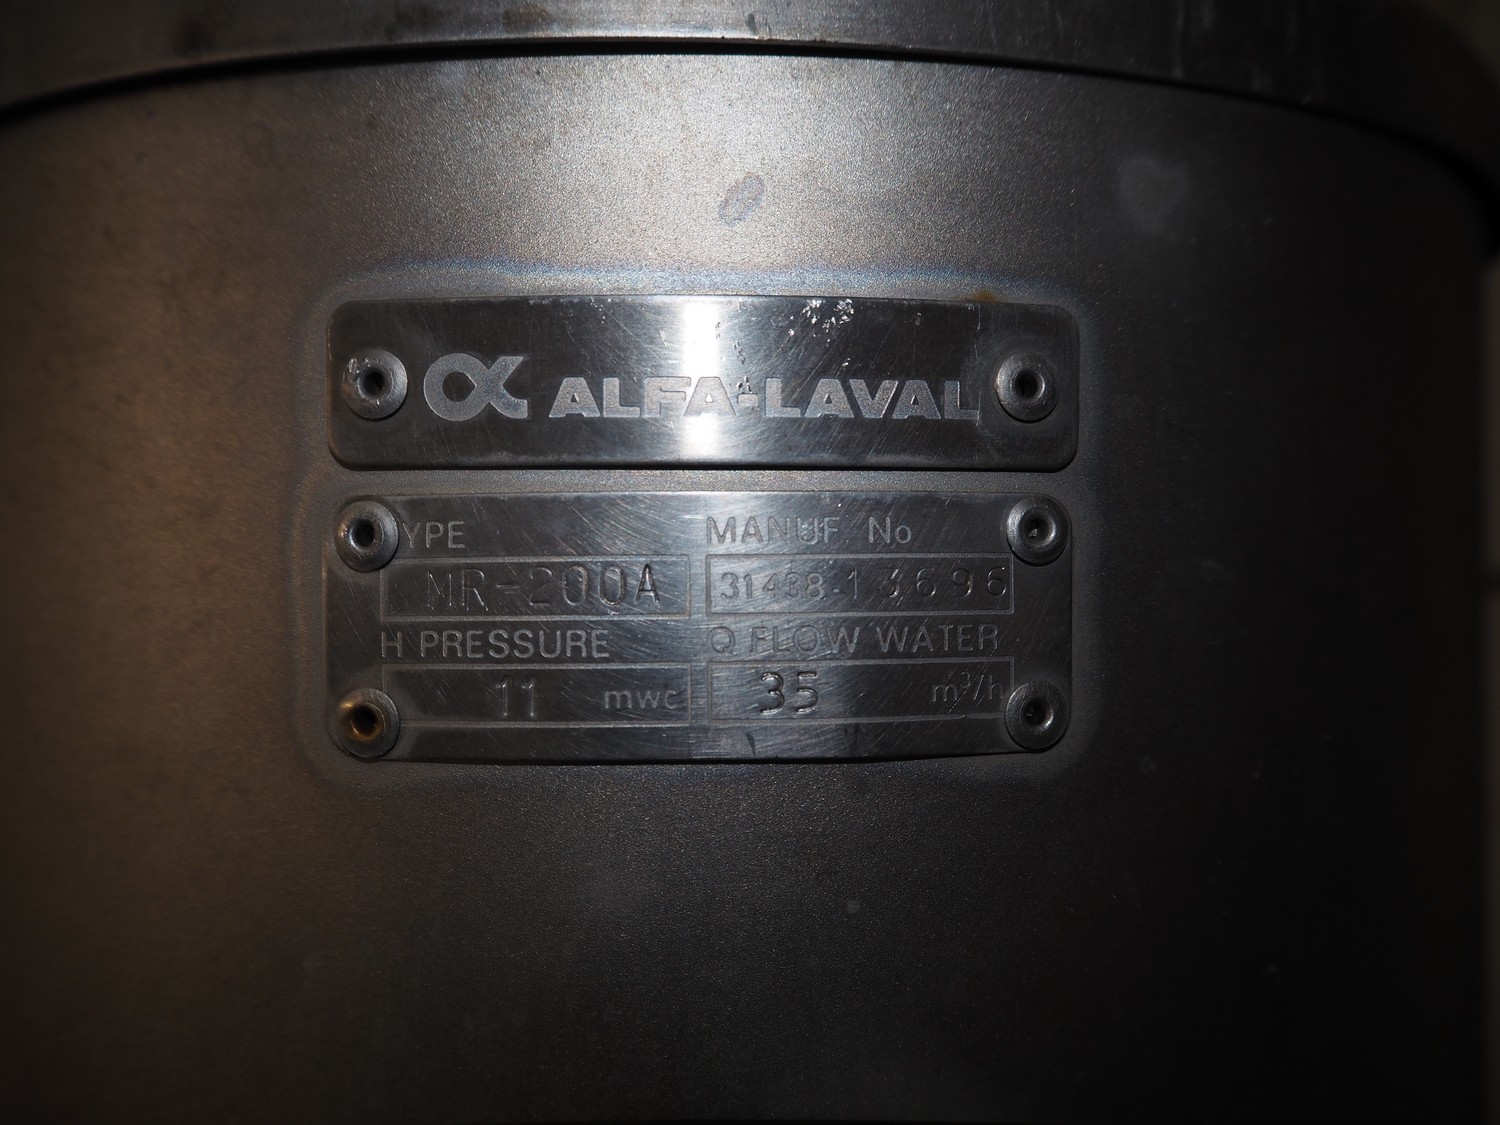 ALFA-LAVAL
YPE MANUF. No
MR-200A 31438-13696
H PRESSURE Q FLOW WATER
11 mwc 35 m³/h